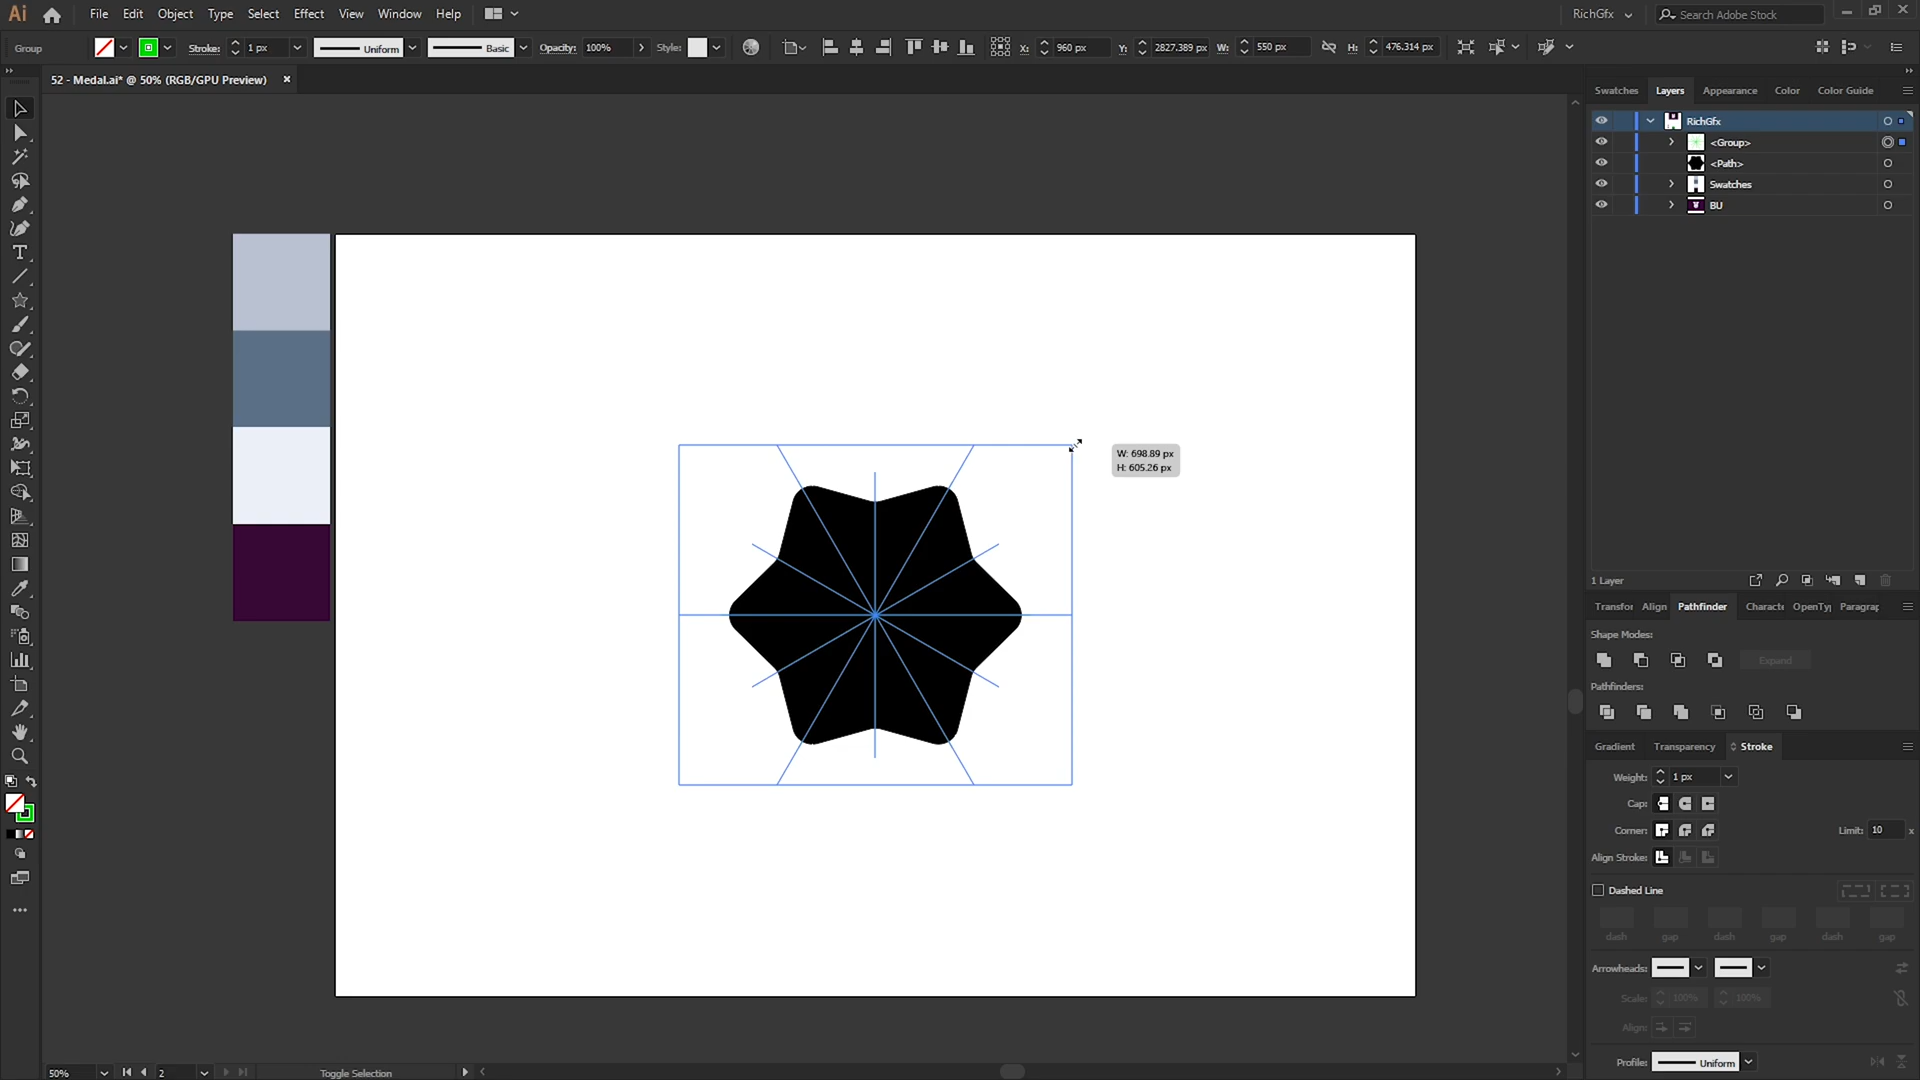 Ai File Edit Object Type Select Effect View Window Help RichGfx Search Adobe Stock
Group Stroke: 1 px Uniform Basic Opacity: 100% Style: X: 960 px Y: 2827.389 px W: 550 px H: 476.314 px
52 - Medal.ai* @ 50% (RGB/GPU Preview)
Swatches Layers Appearance Color Color Guide
RichGfx
<Group>
<Path>
Swatches
BU
W: 698.89 px
H: 605.26 px
1 Layer
Transfor Align Pathfinder Characte OpenTy Paragrap
Shape Modes:
Expand
Pathfinders:
Gradient Transparency Stroke
Weight: 1 px
Cap:
Corner: Limit: 10 x
Align Stroke:
Dashed Line
dash gap dash gap dash gap
Arrowheads:
Scale: 100% 100%
Align:
Profile: Uniform
50% 2 Toggle Selection